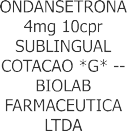 ONDANSETRONA
4mg 10cpr
SUBLINGUAL
COTACAO *G* --
BIOLAB
FARMACEUTICA
LTDA